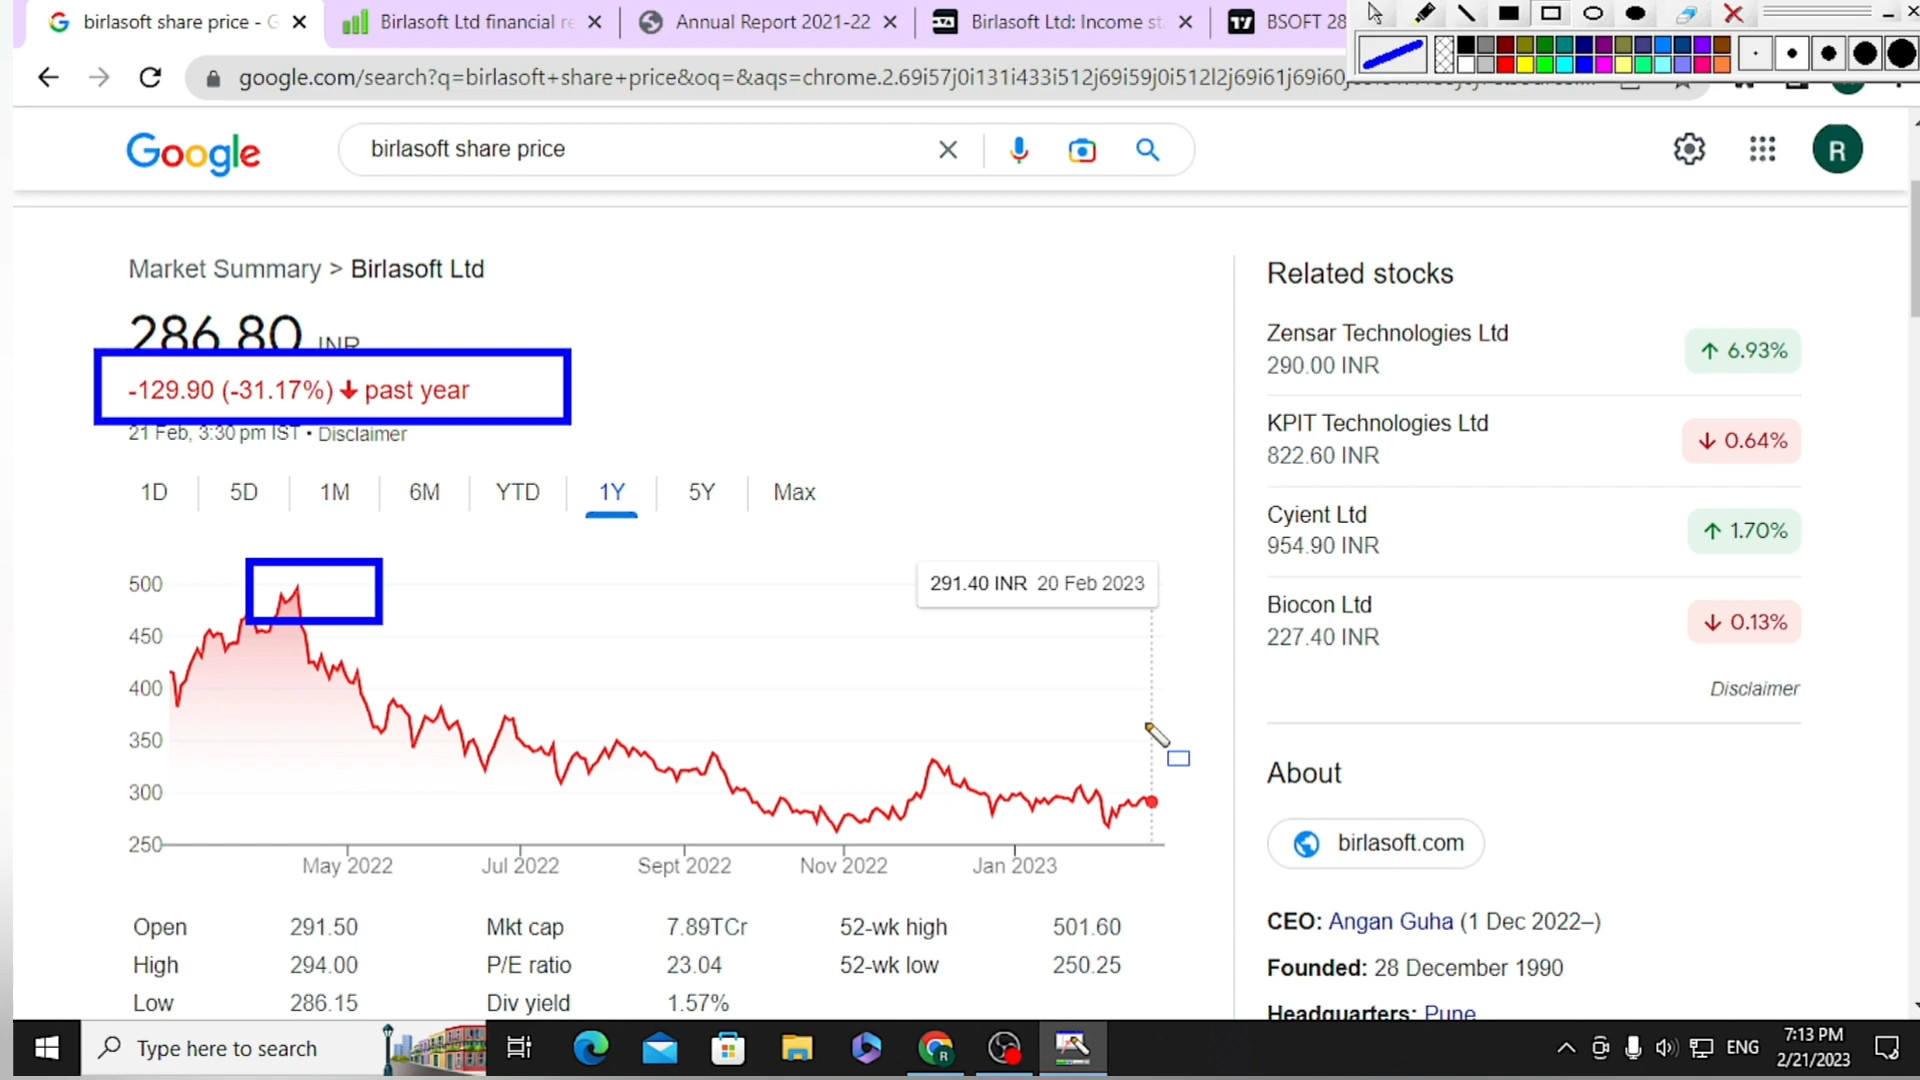 birlasoft share price - G
Birlasoft Ltd financial re
Annual Report 2021-22
Birlasoft Ltd: Income st
BSOFT 28
google.com/search?q=birlasoft+share+price&oq=&aqs=chrome.2.69i57j0i131i433i512j69i59j0i512l2j69i61j69i60
Google
birlasoft share price
R
Market Summary > Birlasoft Ltd
286.80 INR
-129.90 (-31.17%) past year
21 Feb, 3:30 pm IST • Disclaimer
1D 5D 1M 6M YTD 1Y 5Y Max
291.40 INR 20 Feb 2023
500
450
400
350
300
250
May 2022 Jul 2022 Sept 2022 Nov 2022 Jan 2023
Open 291.50 Mkt cap 7.89TCr 52-wk high 501.60
High 294.00 P/E ratio 23.04 52-wk low 250.25
Low 286.15 Div yield 1.57%
Related stocks
Zensar Technologies Ltd
290.00 INR
↑ 6.93%
KPIT Technologies Ltd
822.60 INR
↓ 0.64%
Cyient Ltd
954.90 INR
↑ 1.70%
Biocon Ltd
227.40 INR
↓ 0.13%
Disclaimer
About
birlasoft.com
CEO: Angan Guha (1 Dec 2022–)
Founded: 28 December 1990
Headquarters: Pune
Type here to search
ENG
7:13 PM
2/21/2023